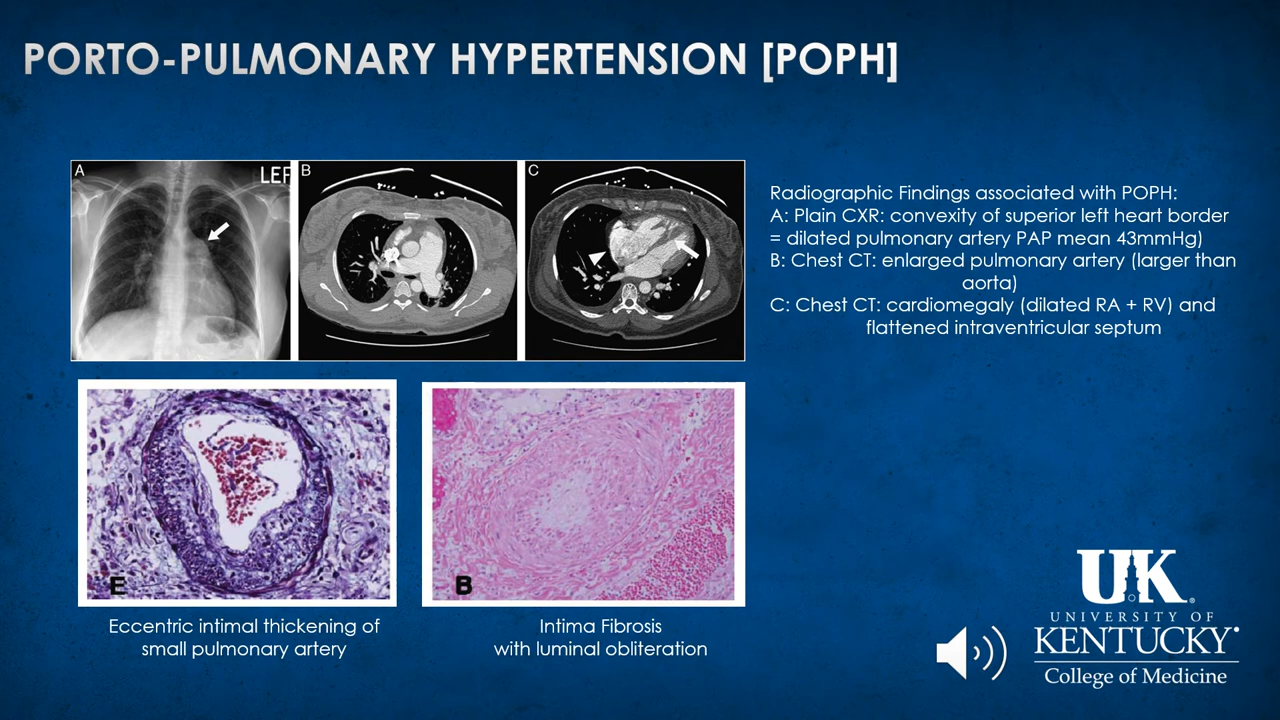 PORTO-PULMONARY HYPERTENSION [POPH]
A
LEF
B
C
Radiographic Findings associated with POPH:
A: Plain CXR: convexity of superior left heart border
= dilated pulmonary artery PAP mean 43mmHg)
B: Chest CT: enlarged pulmonary artery (larger than
aorta)
C: Chest CT: cardiomegaly (dilated RA + RV) and
flattened intraventricular septum
E
B
Eccentric intimal thickening of
small pulmonary artery
Intima Fibrosis
with luminal obliteration
UK®
UNIVERSITY OF
KENTUCKY
College of Medicine